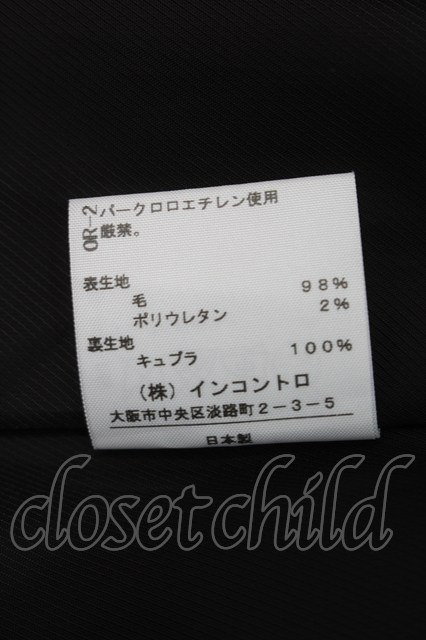 OR-2
パークロロエチレン使用
厳禁。
表生地
毛 98%
ポリウレタン 2%
裏生地
キュプラ 100%
（株）インコントロ
大阪市中央区淡路町2-3-5
日本製
closetchild